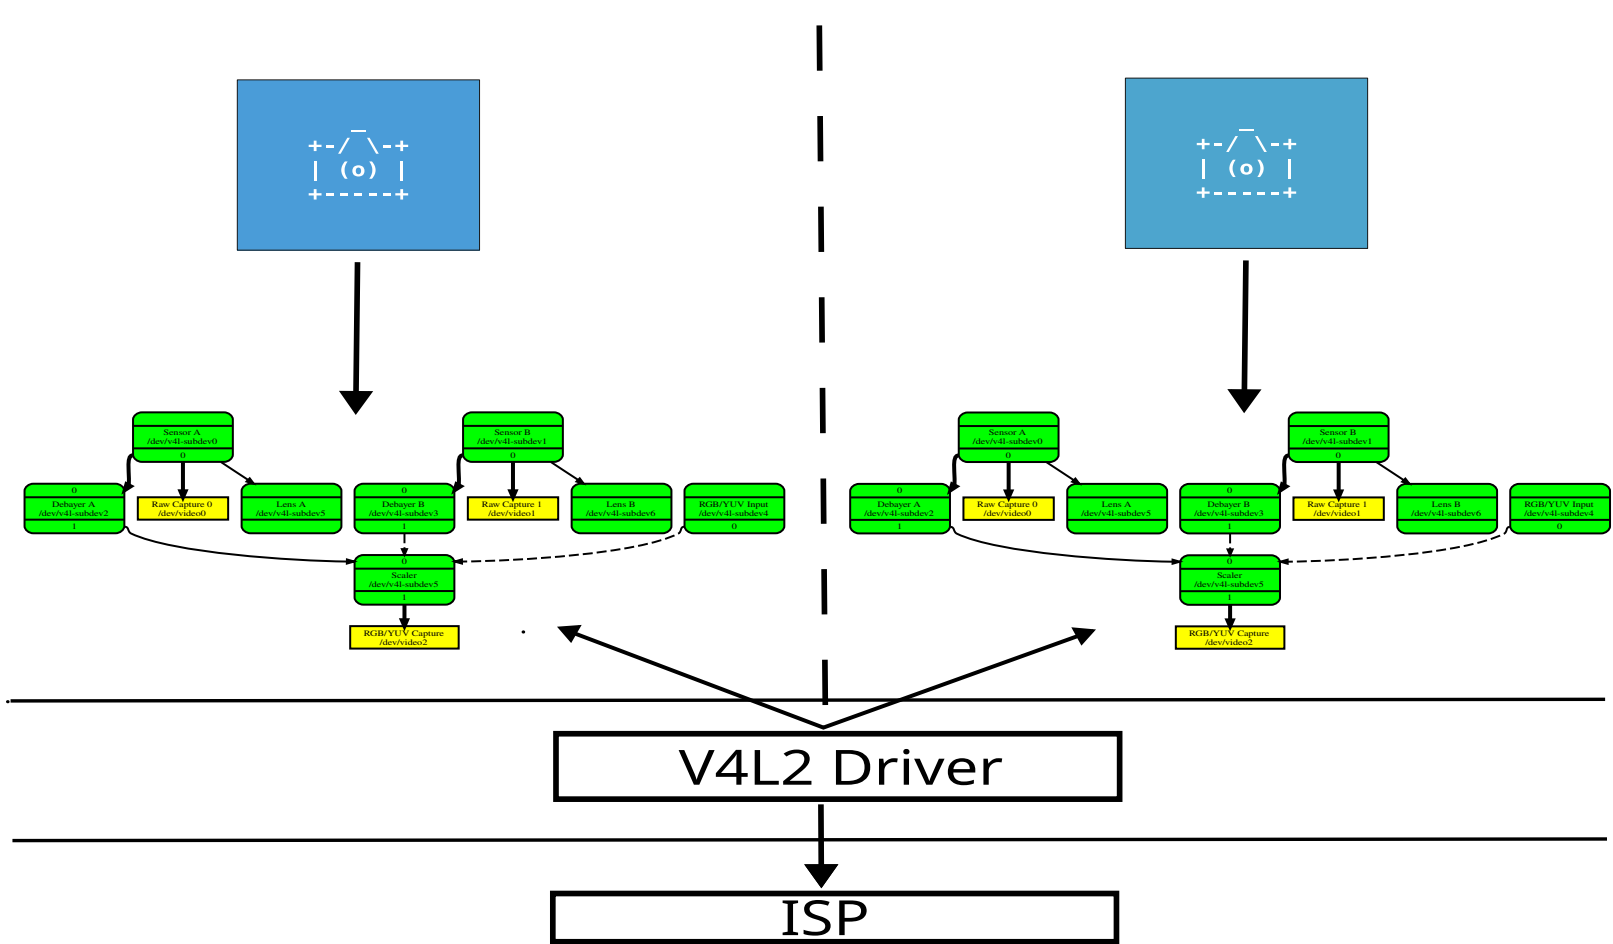 _
+-/ \-+
| (o) |
+-----+
_
+-/ \-+
| (o) |
+-----+
Sensor A
/dev/v4l-subdev0
0
Sensor B
/dev/v4l-subdev1
0
0
Debayer A
/dev/v4l-subdev2
1
Raw Capture 0
/dev/video0
Lens A
/dev/v4l-subdev5
0
Debayer B
/dev/v4l-subdev3
1
Raw Capture 1
/dev/video1
Lens B
/dev/v4l-subdev6
RGB/YUV Input
/dev/v4l-subdev4
0
0
Scaler
/dev/v4l-subdev5
1
RGB/YUV Capture
/dev/video2
Sensor A
/dev/v4l-subdev0
0
Sensor B
/dev/v4l-subdev1
0
0
Debayer A
/dev/v4l-subdev2
1
Raw Capture 0
/dev/video0
Lens A
/dev/v4l-subdev5
0
Debayer B
/dev/v4l-subdev3
1
Raw Capture 1
/dev/video1
Lens B
/dev/v4l-subdev6
RGB/YUV Input
/dev/v4l-subdev4
0
0
Scaler
/dev/v4l-subdev5
1
RGB/YUV Capture
/dev/video2
V4L2 Driver
ISP